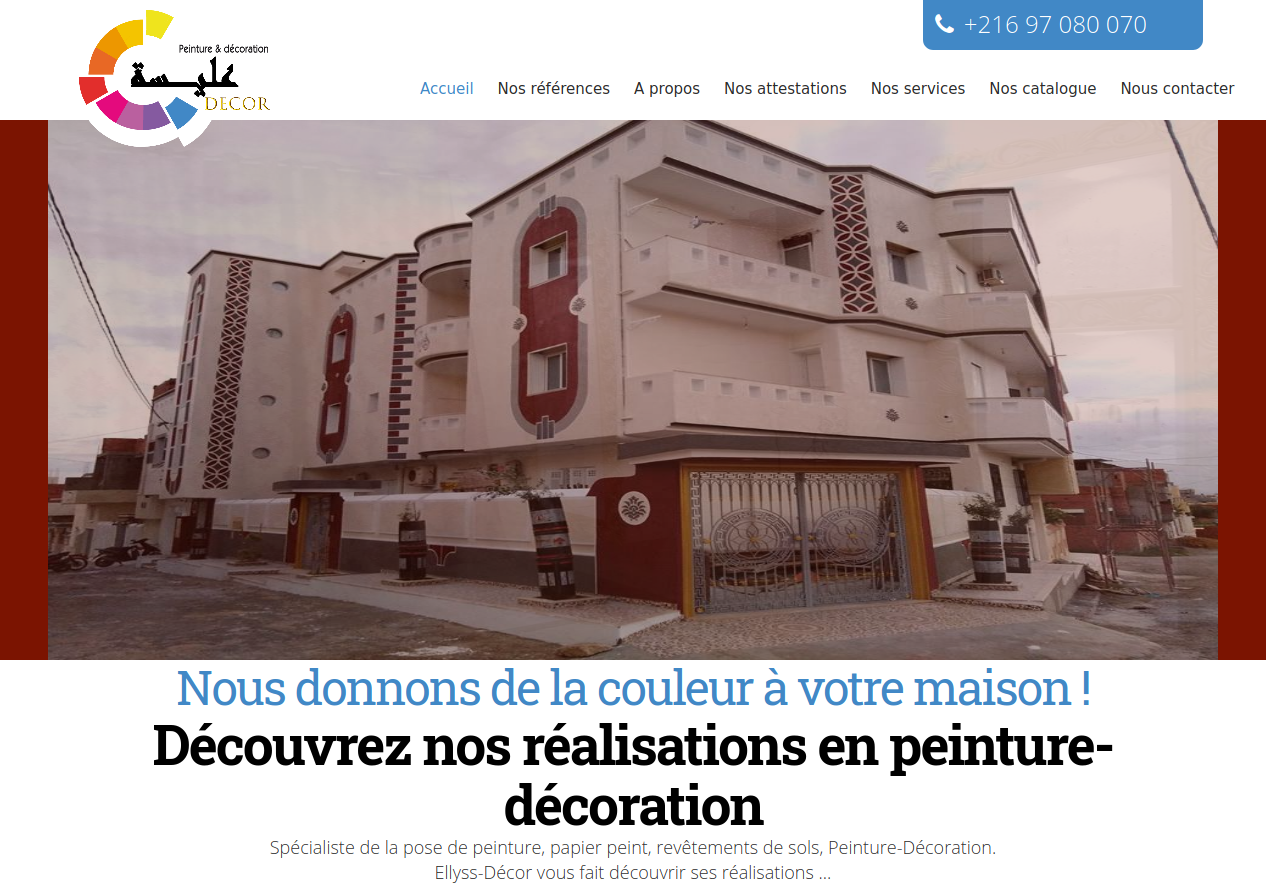 +216 97 080 070
Peinture & décoration
عليسة
DECOR
Accueil Nos références A propos Nos attestations Nos services Nos catalogue Nous contacter
Nous donnons de la couleur à votre maison !
Découvrez nos réalisations en peinture-
décoration
Spécialiste de la pose de peinture, papier peint, revêtements de sols, Peinture-Décoration.
Ellyss-Décor vous fait découvrir ses réalisations ...